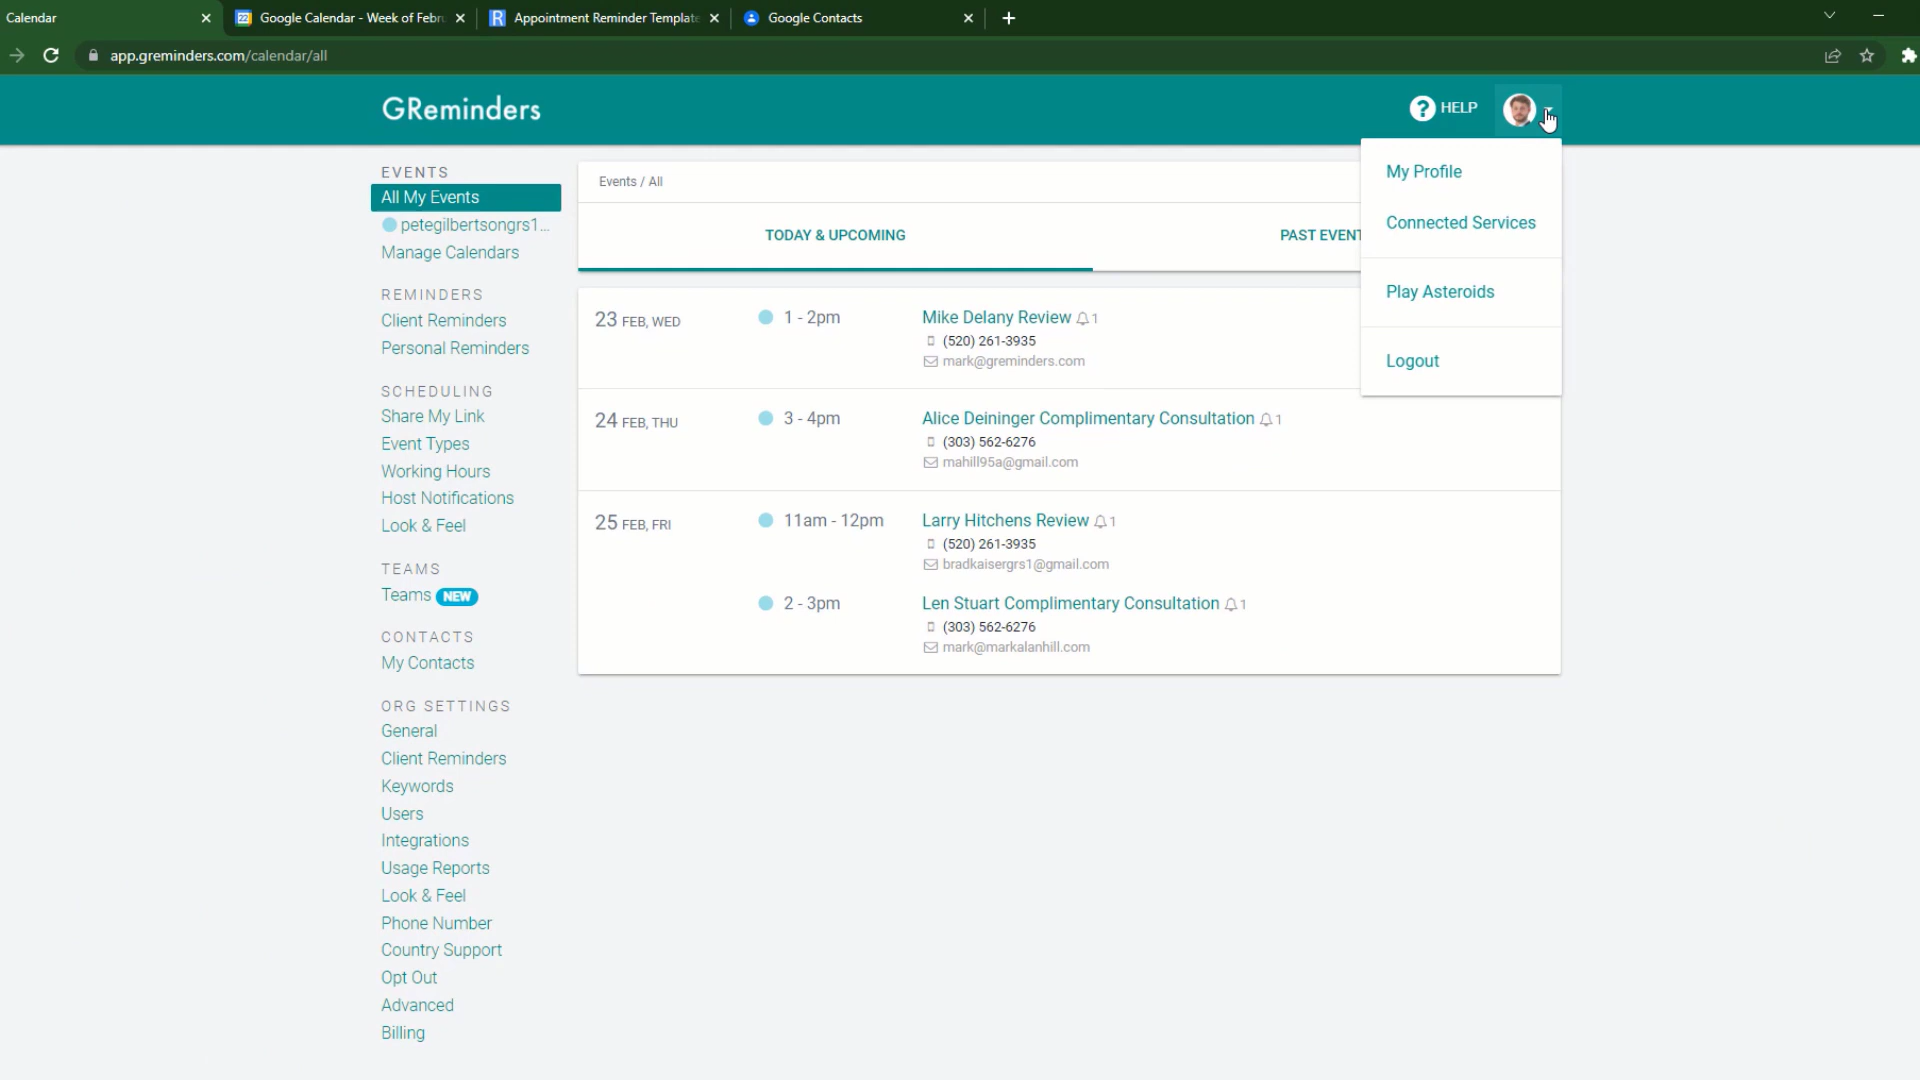 Calendar
Google Calendar - Week of Febru
Appointment Reminder Template
Google Contacts
app.greminders.com/calendar/all
GReminders
? HELP
My Profile
Connected Services
Play Asteroids
Logout
EVENTS
All My Events
petegilbertsongrs1...
Manage Calendars
REMINDERS
Client Reminders
Personal Reminders
SCHEDULING
Share My Link
Event Types
Working Hours
Host Notifications
Look & Feel
TEAMS
Teams NEW
CONTACTS
My Contacts
ORG SETTINGS
General
Client Reminders
Keywords
Users
Integrations
Usage Reports
Look & Feel
Phone Number
Country Support
Opt Out
Advanced
Billing
Events / All
TODAY & UPCOMING
PAST EVENT
23 FEB, WED
1 - 2pm
Mike Delany Review 1
(520) 261-3935
mark@greminders.com
24 FEB, THU
3 - 4pm
Alice Deininger Complimentary Consultation 1
(303) 562-6276
mahill95a@gmail.com
25 FEB, FRI
11am - 12pm
Larry Hitchens Review 1
(520) 261-3935
bradkaisergrs1@gmail.com
2 - 3pm
Len Stuart Complimentary Consultation 1
(303) 562-6276
mark@markalanhill.com